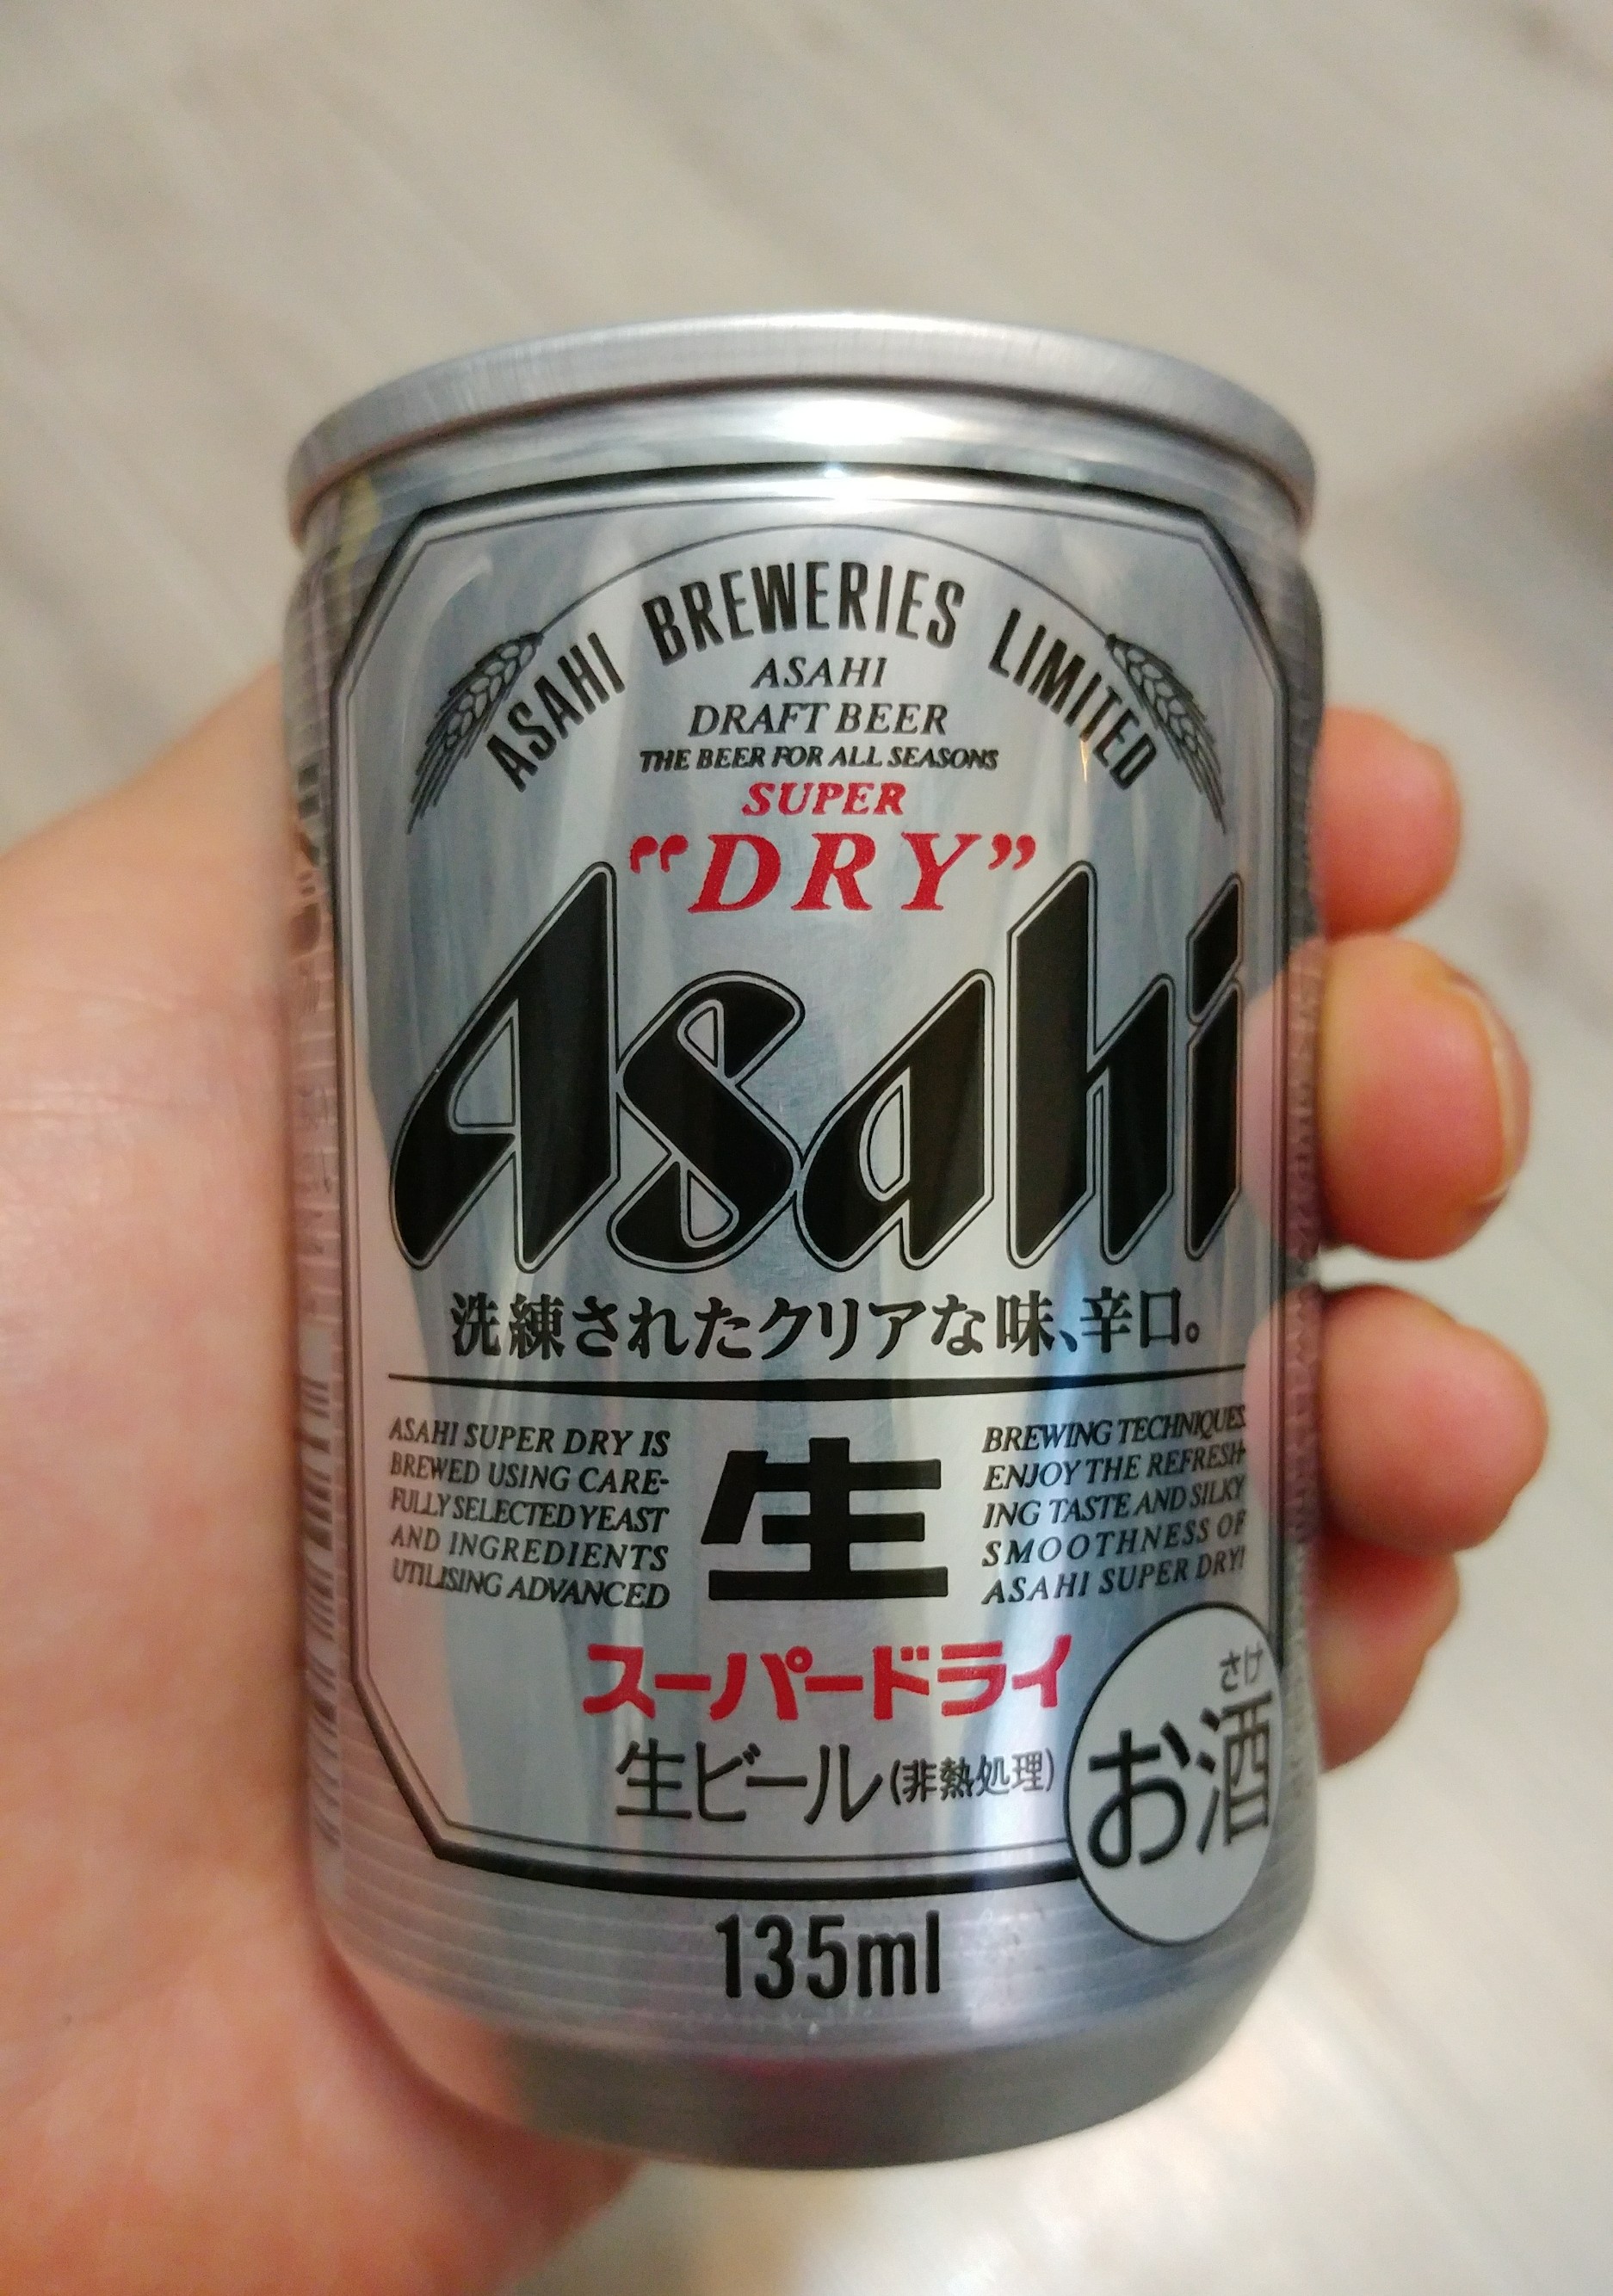 ASAHI BREWERIES LIMITED
ASAHI
DRAFT BEER
THE BEER FOR ALL SEASONS
SUPER
“DRY”
Asahi
洗練されたクリアな味、辛口。
ASAHI SUPER DRY IS
BREWED USING CARE-
FULLY SELECTED YEAST
AND INGREDIENTS
UTILISING ADVANCED
生
BREWING TECHNIQUES.
ENJOY THE REFRESH-
ING TASTE AND SILKY
SMOOTHNESS OF
ASAHI SUPER DRY!
スーパードライ
生ビール(非熱処理)
さけ
お酒
135ml